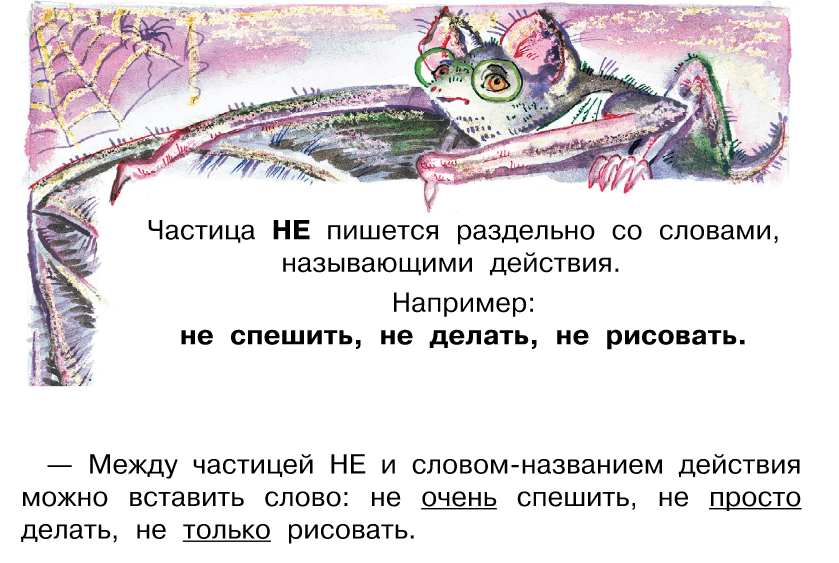 Частица НЕ пишется раздельно со словами,
называющими действия.
Например:
не спешить, не делать, не рисовать.
— Между частицей НЕ и словом-названием действия
можно вставить слово: не очень спешить, не просто
делать, не только рисовать.